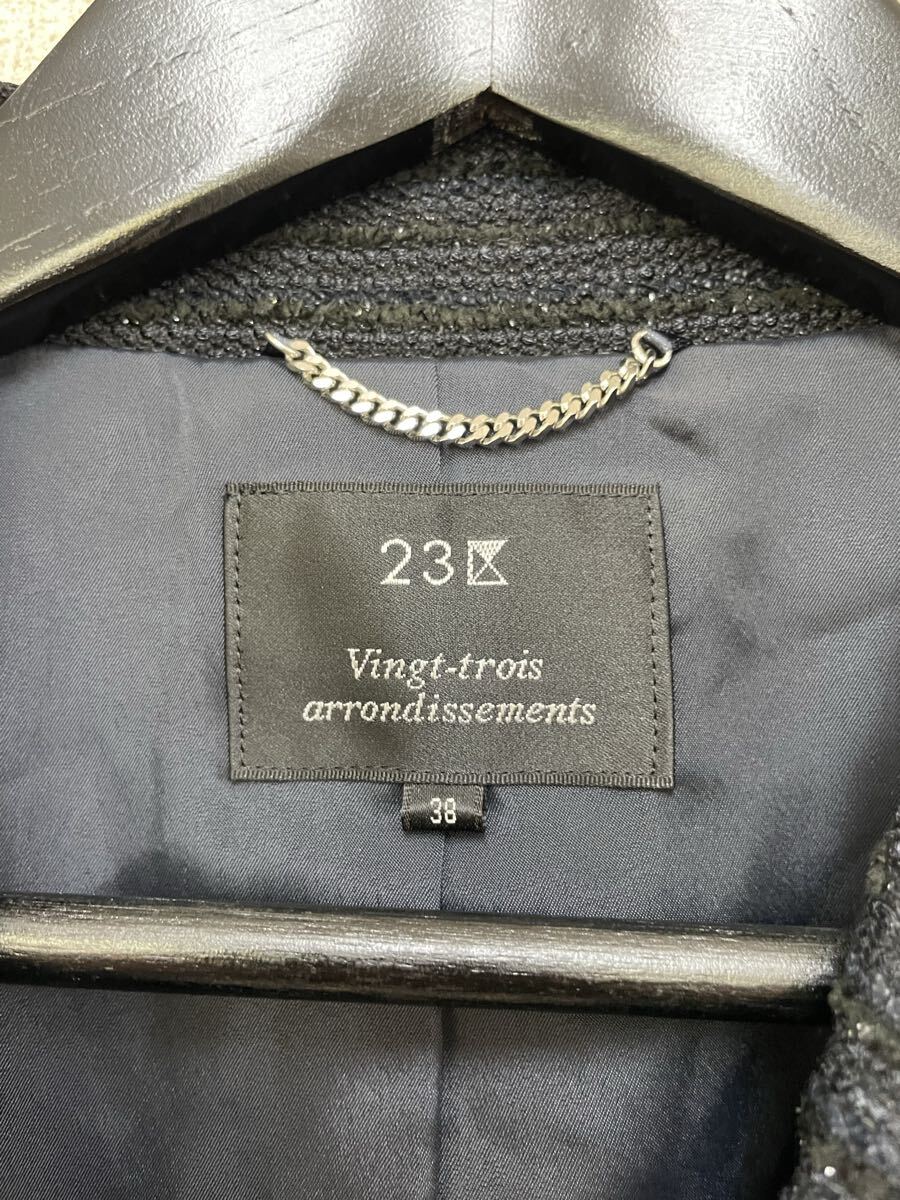 23区
Vingt-trois
arrondissements
38